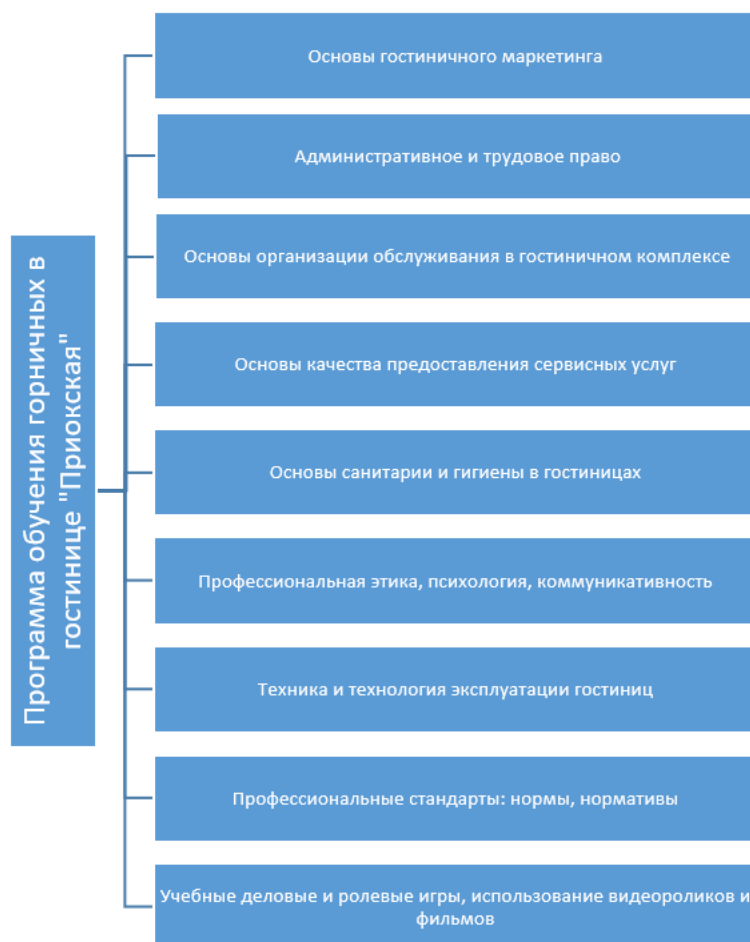 Программа обучения горничных в
гостинице "Приокская"
Основы гостиничного маркетинга
Административное и трудовое право
Основы организации обслуживания в гостиничном комплексе
Основы качества предоставления сервисных услуг
Основы санитарии и гигиены в гостиницах
Профессиональная этика, психология, коммуникативность
Техника и технология эксплуатации гостиниц
Профессиональные стандарты: нормы, нормативы
Учебные деловые и ролевые игры, использование видеороликов и
фильмов